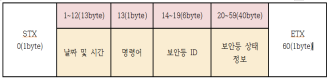 STX
0(1byte)
1~12(13byte)
13(1byte)
14~19(6byte)
20~59(40byte)
ETX
60(1byte)
날짜 및 시간
명령어
보안등 ID
보안등 상태
정보